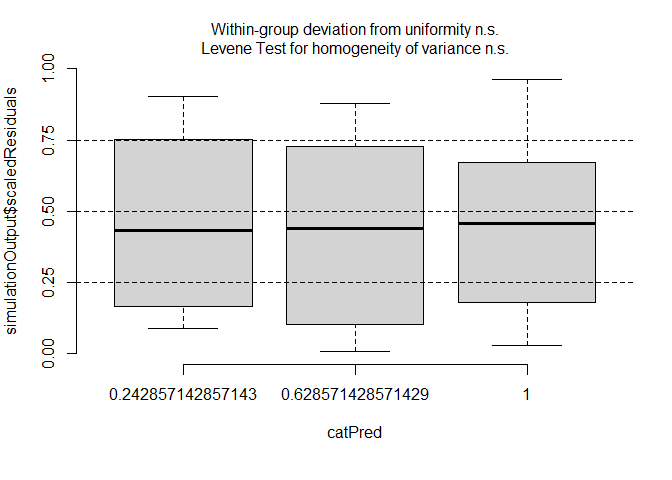 Within-group deviation from uniformity n.s.
Levene Test for homogeneity of variance n.s.
simulationOutput$scaledResiduals
1.00
0.75
0.50
0.25
0.00
0.242857142857143
0.628571428571429
1
catPred